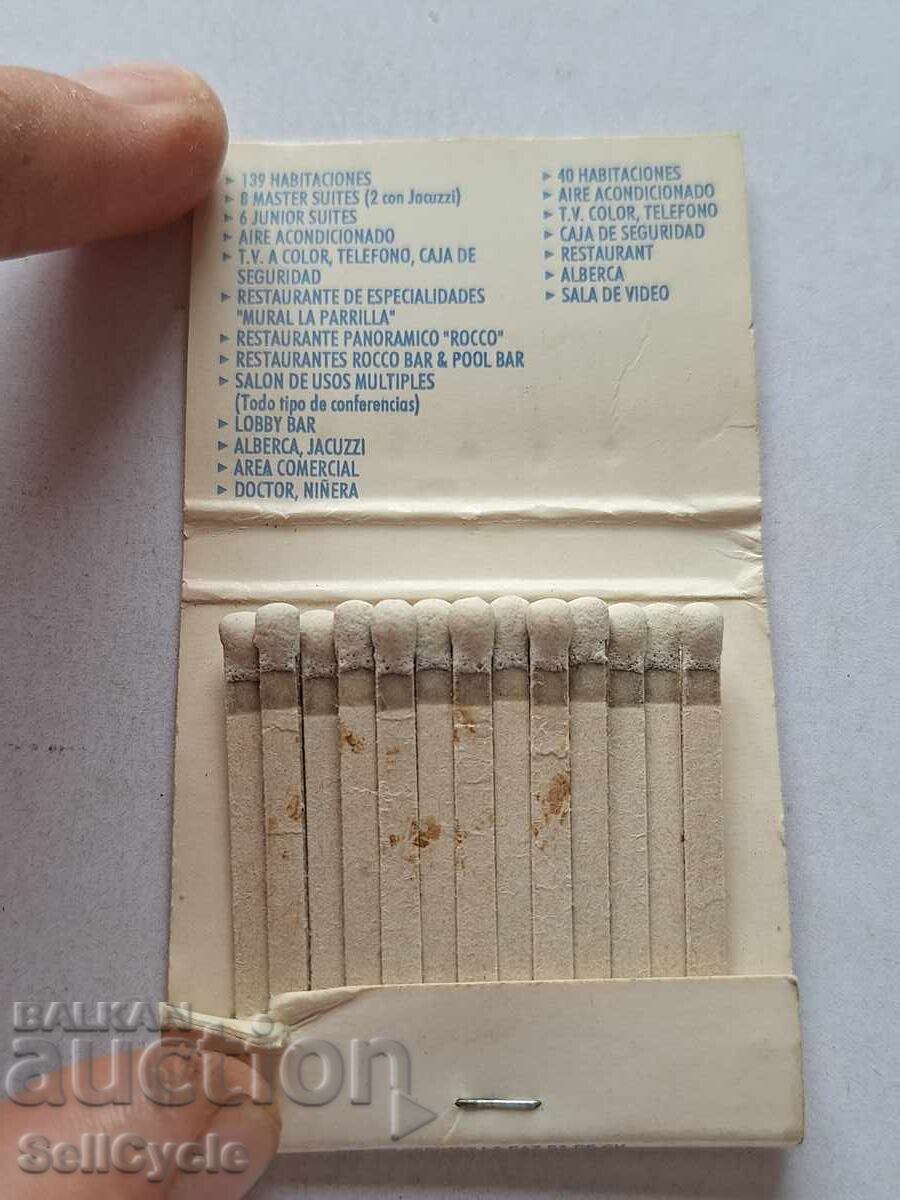 139 HABITACIONES
8 MASTER SUITES (2 con Jacuzzi)
6 JUNIOR SUITES
AIRE ACONDICIONADO
T.V. A COLOR, TELEFONO, CAJA DE
SEGURIDAD
RESTAURANTE DE ESPECIALIDADES
"MURAL LA PARRILLA"
RESTAURANTE PANORAMICO "ROCCO"
RESTAURANTES ROCCO BAR & POOL BAR
SALON DE USOS MULTIPLES
(Todo tipo de conferencias)
LOBBY BAR
ALBERCA, JACUZZI
AREA COMERCIAL
DOCTOR, NIÑERA
40 HABITACIONES
AIRE ACONDICIONADO
T.V. COLOR, TELEFONO
CAJA DE SEGURIDAD
RESTAURANT
ALBERCA
SALA DE VIDEO
BALKAN
auction
SellCycle